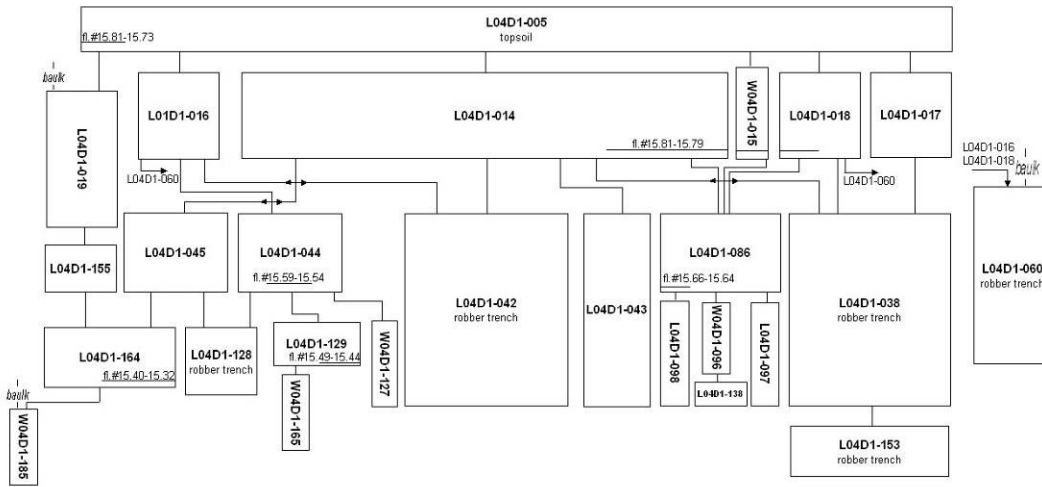 L04D1-005
topsoil
fl.#15.81-15.73
baulk
L04D1-019
L01D1-016
L04D1-014
fl.#15.81-15.79
W04D1-015
L04D1-018
L04D1-017
L04D1-060
L04D1-060
L04D1-016
L04D1-018
baulk
L04D1-155
L04D1-045
L04D1-044
fl.#15.59-15.54
L04D1-042
robber trench
L04D1-043
L04D1-086
fl.#15.66-15.64
L04D1-038
robber trench
L04D1-060
robber trench
L04D1-164
fl.#15.40-15.32
L04D1-128
robber trench
L04D1-129
fl.#15.49-15.44
W04D1-127
L04D1-098
W04D1-096
L04D1-097
L04D1-138
baulk
W04D1-185
W04D1-165
L04D1-153
robber trench